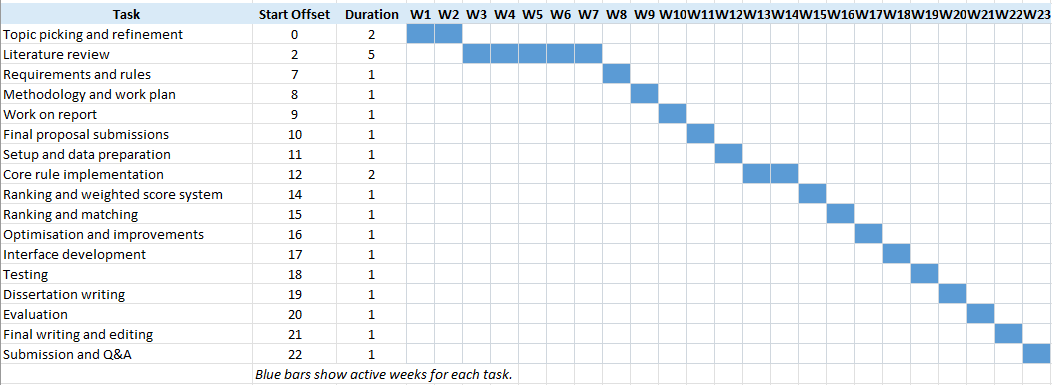 Task Start Offset Duration W1 W2 W3 W4 W5 W6 W7 W8 W9 W10 W11 W12 W13 W14 W15 W16 W17 W18 W19 W20 W21 W22 W23
Topic picking and refinement 0 2
Literature review 2 5
Requirements and rules 7 1
Methodology and work plan 8 1
Work on report 9 1
Final proposal submissions 10 1
Setup and data preparation 11 1
Core rule implementation 12 2
Ranking and weighted score system 14 1
Ranking and matching 15 1
Optimisation and improvements 16 1
Interface development 17 1
Testing 18 1
Dissertation writing 19 1
Evaluation 20 1
Final writing and editing 21 1
Submission and Q&A 22 1
Blue bars show active weeks for each task.